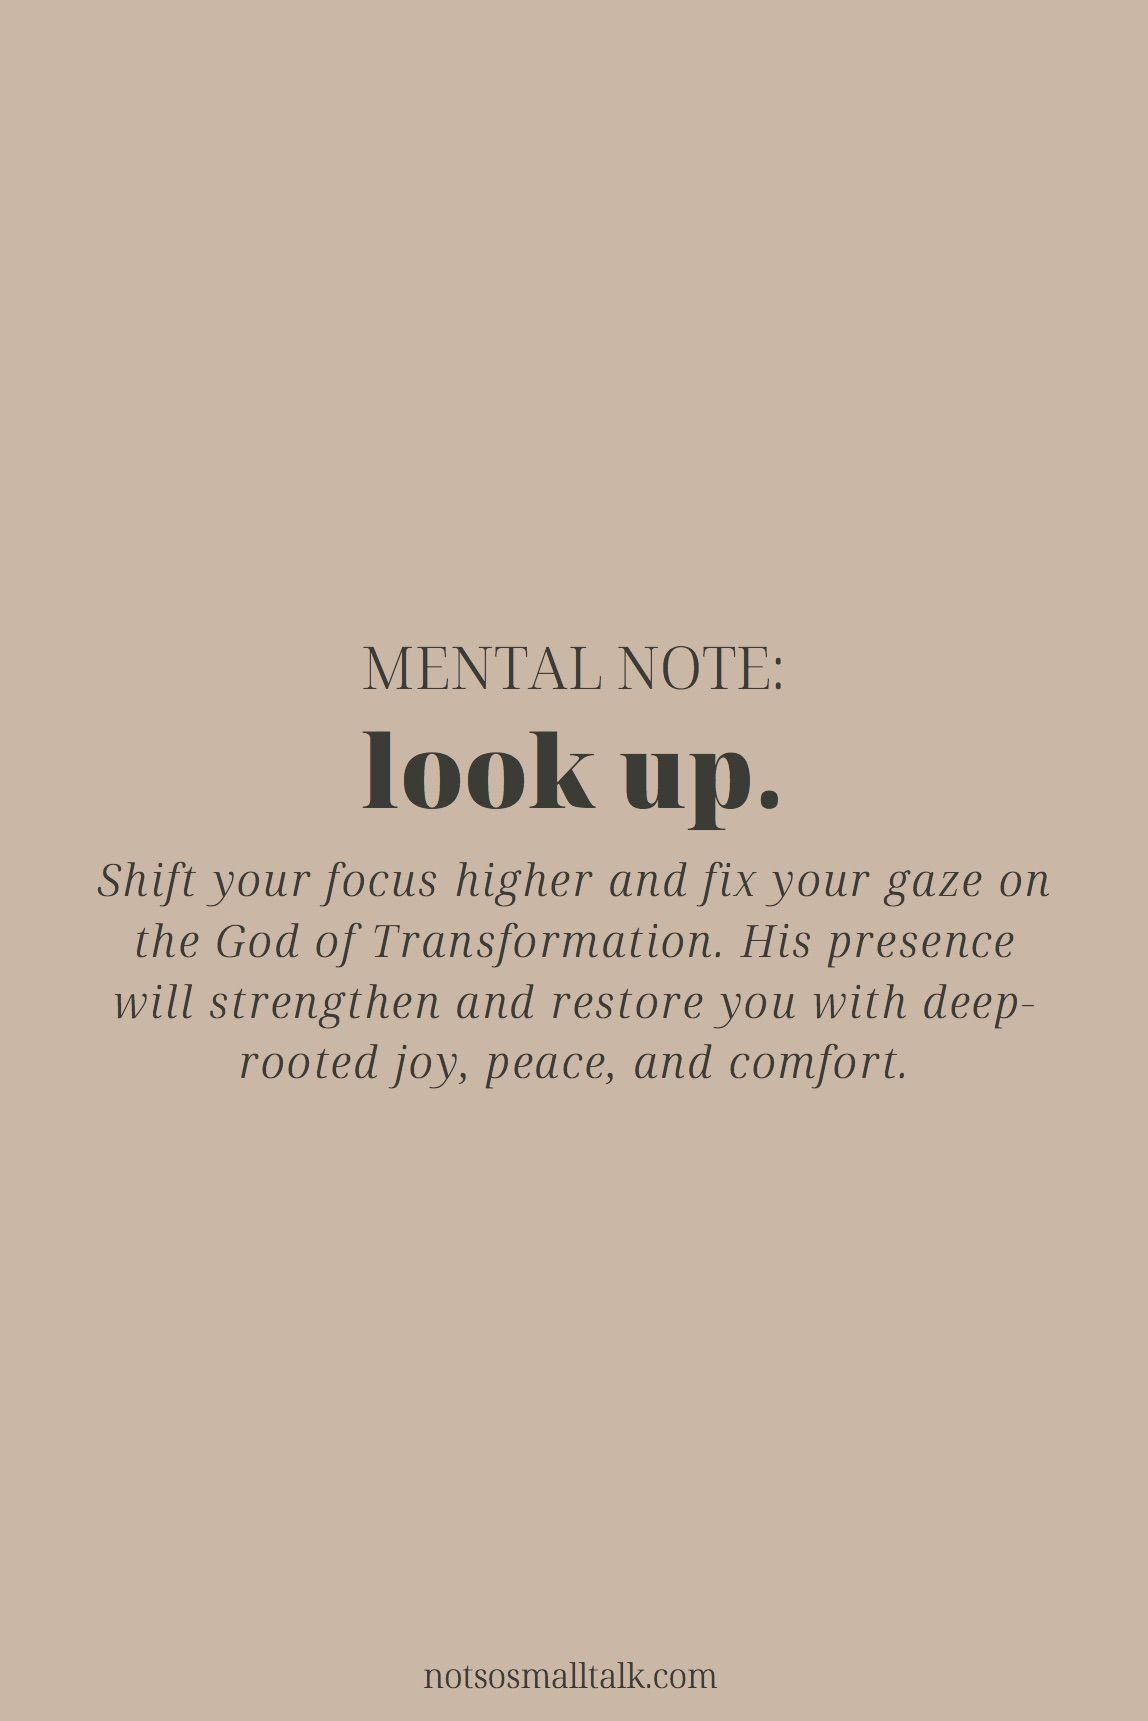 MENTAL NOTE:
look up.
Shift your focus higher and fix your gaze on
the God of Transformation. His presence
will strengthen and restore you with deep-
rooted joy, peace, and comfort.
notsosmalltalk.com